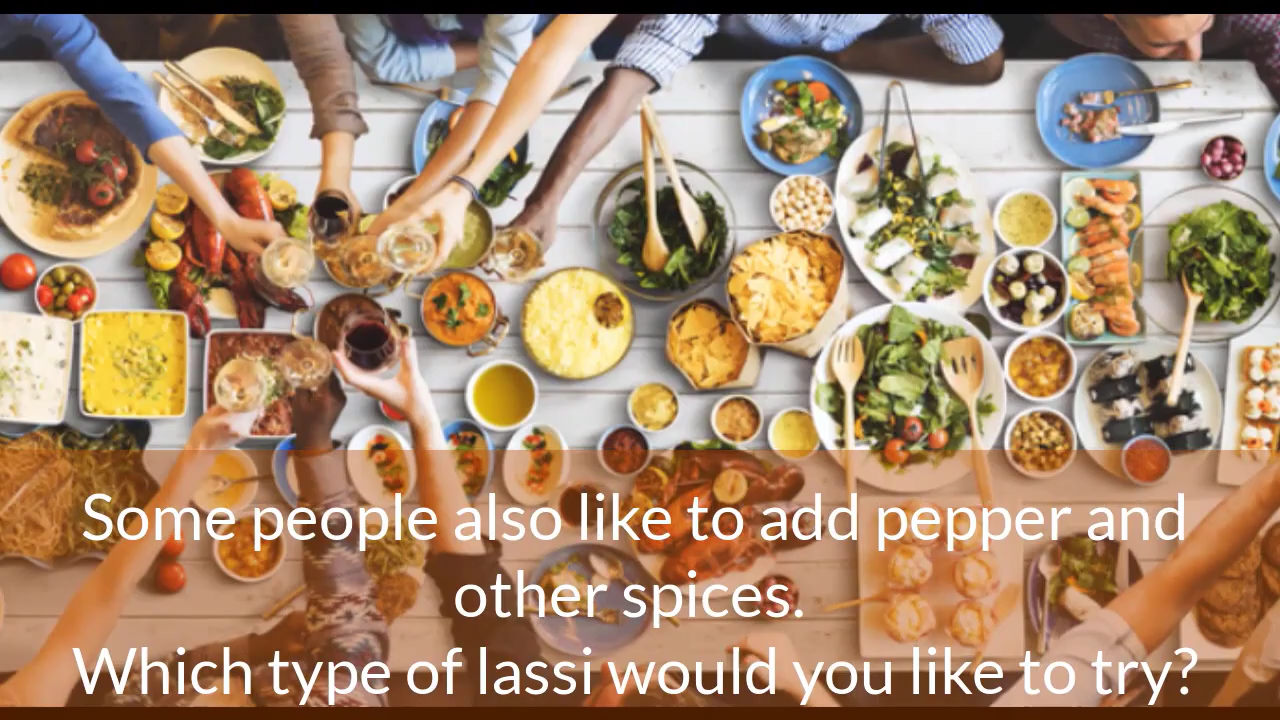 Some people also like to add pepper and
other spices.
Which type of lassi would you like to try?